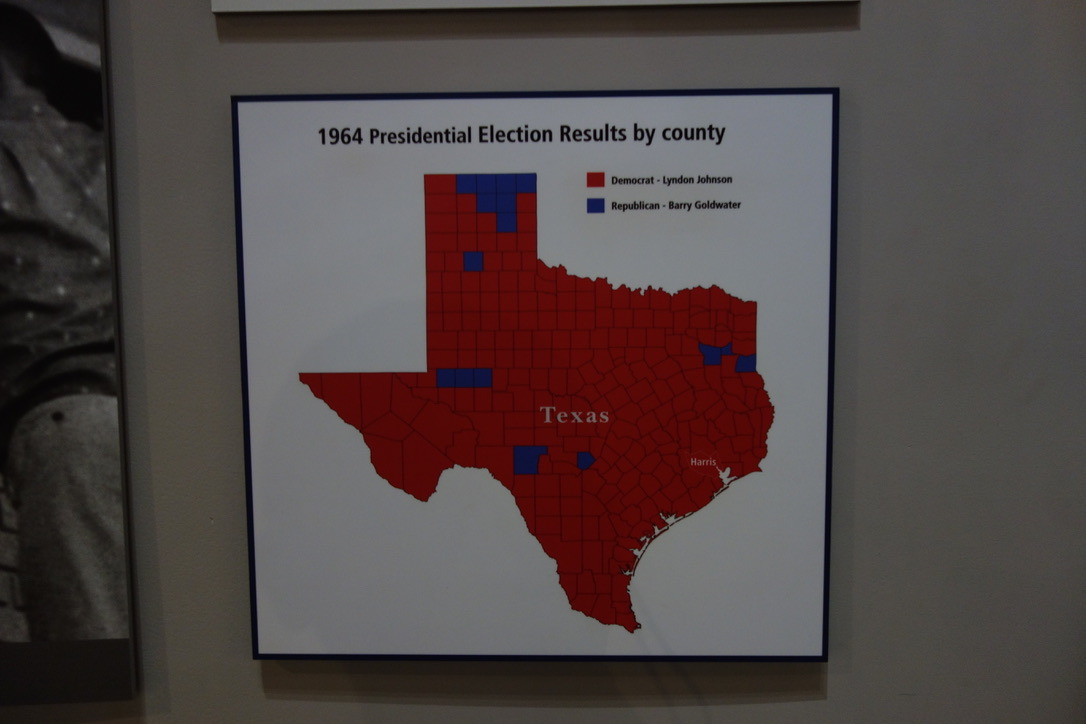 1964 Presidential Election Results by county
Democrat - Lyndon Johnson
Republican - Barry Goldwater
Texas
Harris